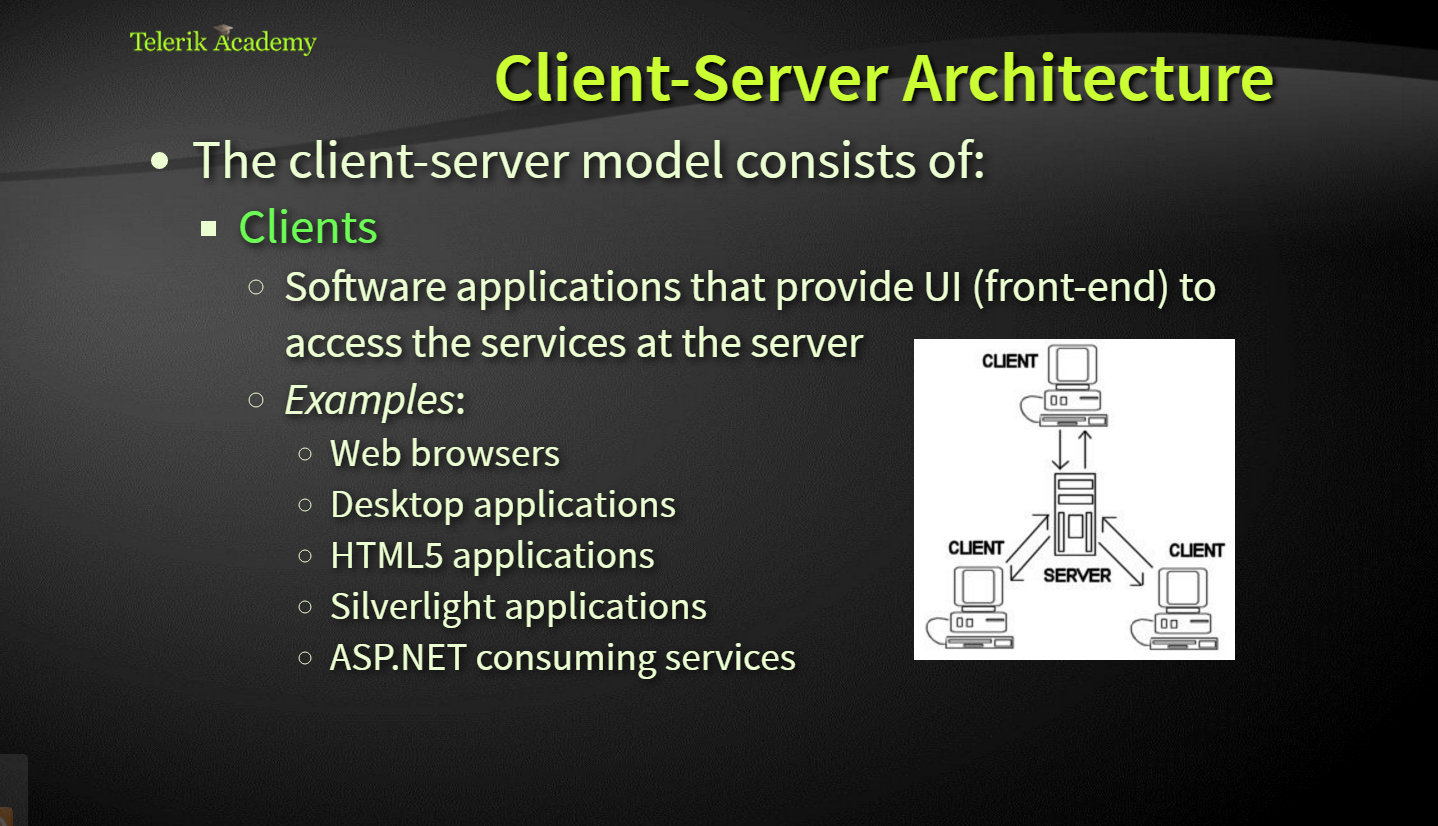 Telerik Academy
Client-Server Architecture
The client-server model consists of:
Clients
Software applications that provide UI (front-end) to
access the services at the server
Examples:
Web browsers
Desktop applications
HTML5 applications
Silverlight applications
ASP.NET consuming services
CLIENT
CLIENT
SERVER
CLIENT